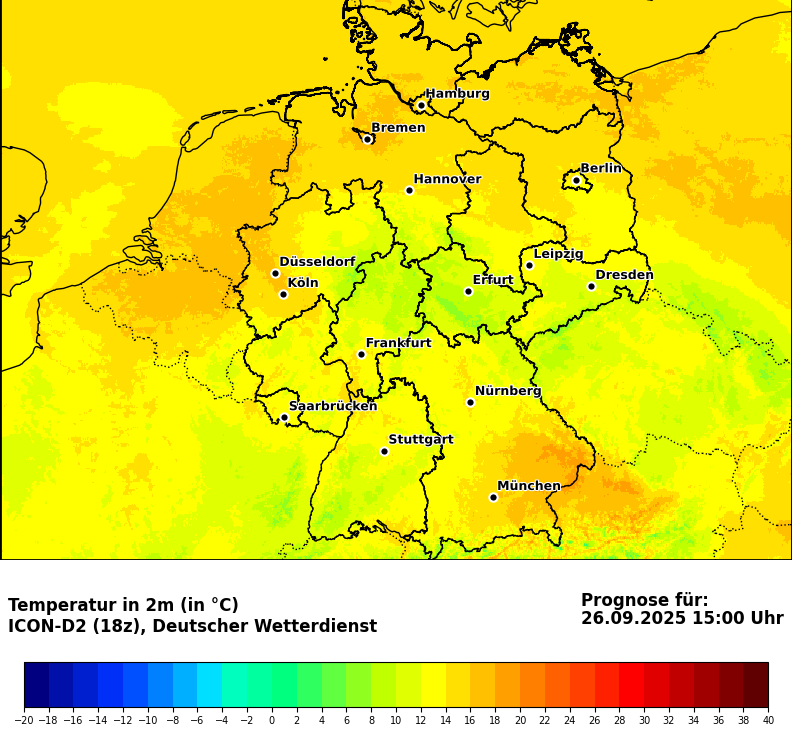 Hamburg
Bremen
Berlin
Hannover
Leipzig
Düsseldorf
Dresden
Köln
Erfurt
Frankfurt
Nürnberg
Saarbrücken
Stuttgart
München
Temperatur in 2m (in °C)
ICON-D2 (18z), Deutscher Wetterdienst
Prognose für:
26.09.2025 15:00 Uhr
−20 −18 −16 −14 −12 −10 −8 −6 −4 −2 0 2 4 6 8 10 12 14 16 18 20 22 24 26 28 30 32 34 36 38 40